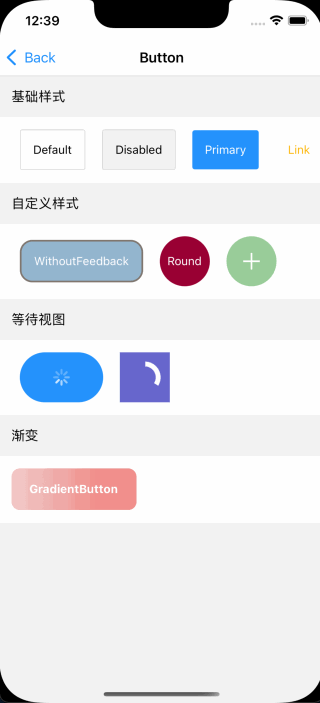 12:39
Back
Button
基础样式
Default
Disabled
Primary
Link
自定义样式
WithoutFeedback
Round
等待视图
渐变
GradientButton